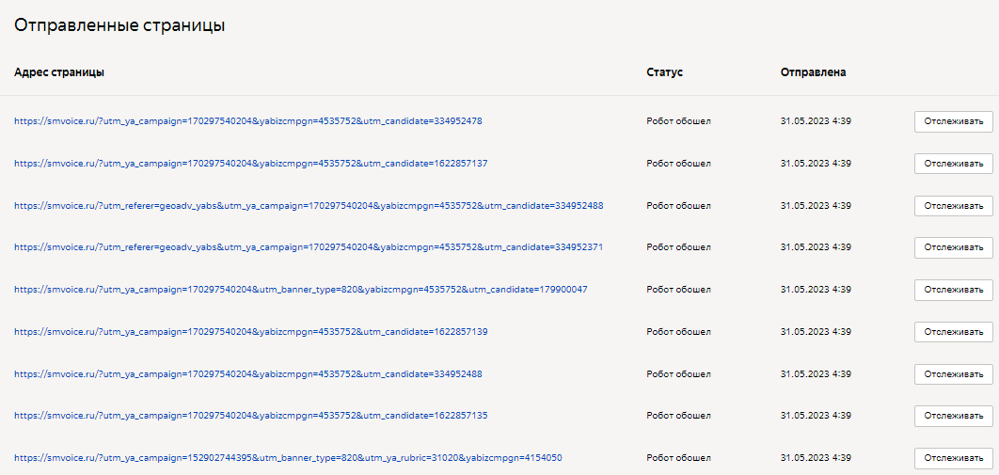 Отправленные страницы
Адрес страницы Статус Отправлена
https://smvoice.ru/?utm_ya_campaign=170297540204&yabizcmpgn=4535752&utm_candidate=334952478 Робот обошел 31.05.2023 4:39 Отслеживать
https://smvoice.ru/?utm_ya_campaign=170297540204&yabizcmpgn=4535752&utm_candidate=1622857137 Робот обошел 31.05.2023 4:39 Отслеживать
https://smvoice.ru/?utm_referer=geoadv_yabs&utm_ya_campaign=170297540204&yabizcmpgn=4535752&utm_candidate=334952488 Робот обошел 31.05.2023 4:39 Отслеживать
https://smvoice.ru/?utm_referer=geoadv_yabs&utm_ya_campaign=170297540204&yabizcmpgn=4535752&utm_candidate=334952371 Робот обошел 31.05.2023 4:39 Отслеживать
https://smvoice.ru/?utm_ya_campaign=170297540204&utm_banner_type=820&yabizcmpgn=4535752&utm_candidate=179900047 Робот обошел 31.05.2023 4:39 Отслеживать
https://smvoice.ru/?utm_ya_campaign=170297540204&yabizcmpgn=4535752&utm_candidate=1622857139 Робот обошел 31.05.2023 4:39 Отслеживать
https://smvoice.ru/?utm_ya_campaign=170297540204&yabizcmpgn=4535752&utm_candidate=334952488 Робот обошел 31.05.2023 4:39 Отслеживать
https://smvoice.ru/?utm_ya_campaign=170297540204&yabizcmpgn=4535752&utm_candidate=1622857135 Робот обошел 31.05.2023 4:39 Отслеживать
https://smvoice.ru/?utm_ya_campaign=152902744395&utm_banner_type=820&utm_ya_rubric=31020&yabizcmpgn=4154050 Робот обошел 31.05.2023 4:39 Отслеживать